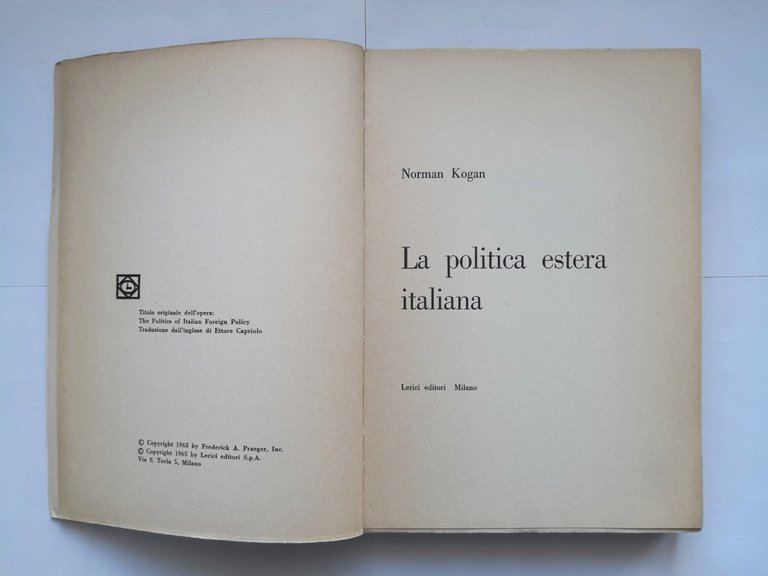 Titolo originale dell'opera:
The Politics of Italian Foreign Policy
Traduzione dall'inglese di Ettore Capriolo
© Copyright 1963 by Frederick A. Praeger, Inc.
© Copyright 1965 by Lerici editori S.p.A.
Via S. Tecla 5, Milano
Norman Kogan
La politica estera
italiana
Lerici editori Milano